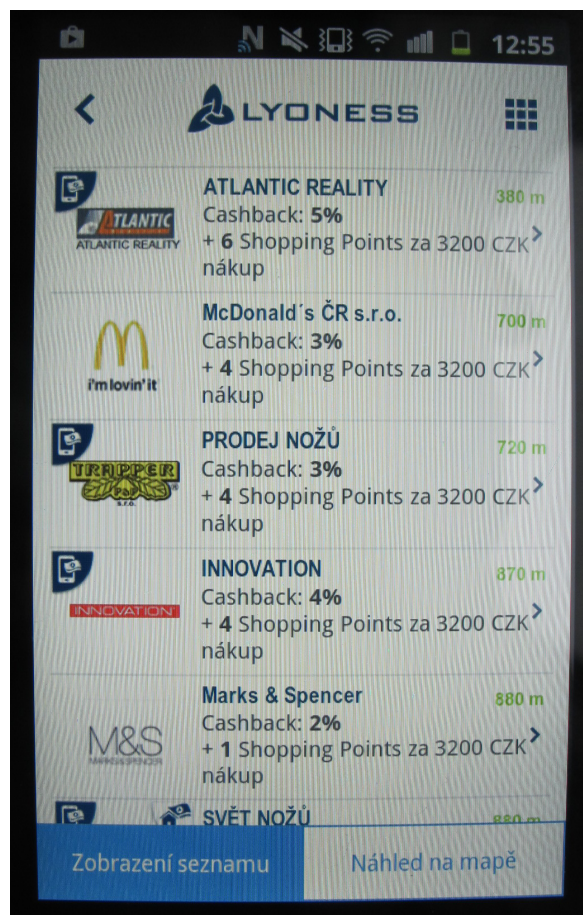 12:55
LYONESS
ATLANTIC REALITY
380 m
Cashback: 5%
+ 6 Shopping Points za 3200 CZK
nákup
ATLANTIC
ATLANTIC REALITY
McDonald´s ČR s.r.o.
700 m
Cashback: 3%
+ 4 Shopping Points za 3200 CZK
nákup
i'm lovin' it
PRODEJ NOŽŮ
720 m
Cashback: 3%
+ 4 Shopping Points za 3200 CZK
nákup
TRAPPER
P&P
s.r.o.
INNOVATION
870 m
Cashback: 4%
+ 4 Shopping Points za 3200 CZK
nákup
INNOVATION
Marks & Spencer
880 m
Cashback: 2%
+ 1 Shopping Points za 3200 CZK
nákup
M&S
MARKS&SPENCER
SVĚT NOŽŮ
880 m
Zobrazení seznamu
Náhled na mapě